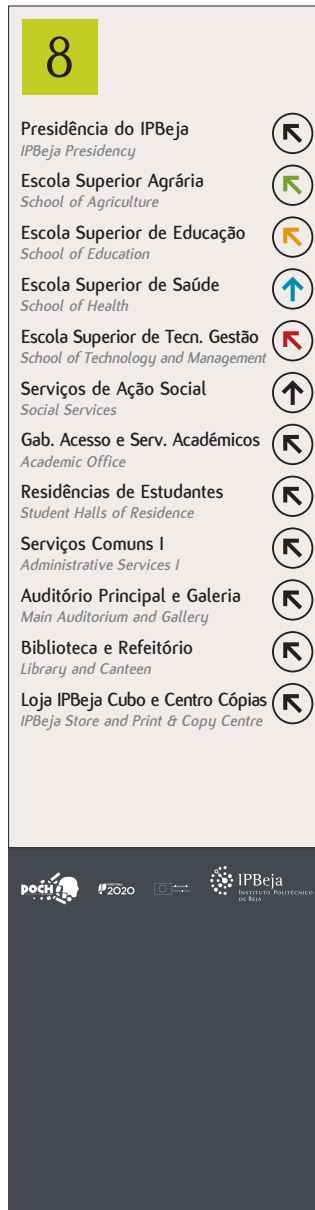 8
Presidência do IPBeja
IPBeja Presidency
Escola Superior Agrária
School of Agriculture
Escola Superior de Educação
School of Education
Escola Superior de Saúde
School of Health
Escola Superior de Tecn. Gestão
School of Technology and Management
Serviços de Ação Social
Social Services
Gab. Acesso e Serv. Académicos
Academic Office
Residências de Estudantes
Student Halls of Residence
Serviços Comuns I
Administrative Services I
Auditório Principal e Galeria
Main Auditorium and Gallery
Biblioteca e Refeitório
Library and Canteen
Loja IPBeja Cubo e Centro Cópias
IPBeja Store and Print & Copy Centre
POCH
2020
IPBeja
Instituto Politécnico
de Beja